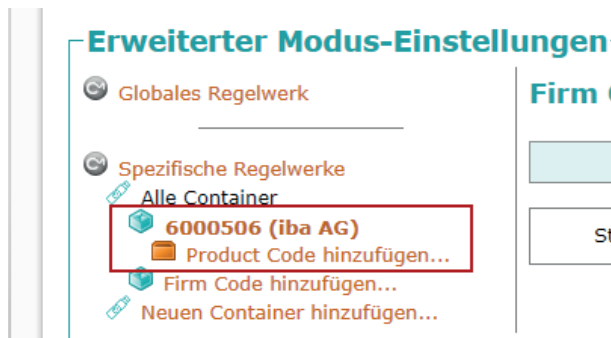 Erweiterter Modus-Einstellungen
Globales Regelwerk
Firm
Spezifische Regelwerke
Alle Container
6000506 (iba AG)
St
Product Code hinzufügen...
Firm Code hinzufügen...
Neuen Container hinzufügen...